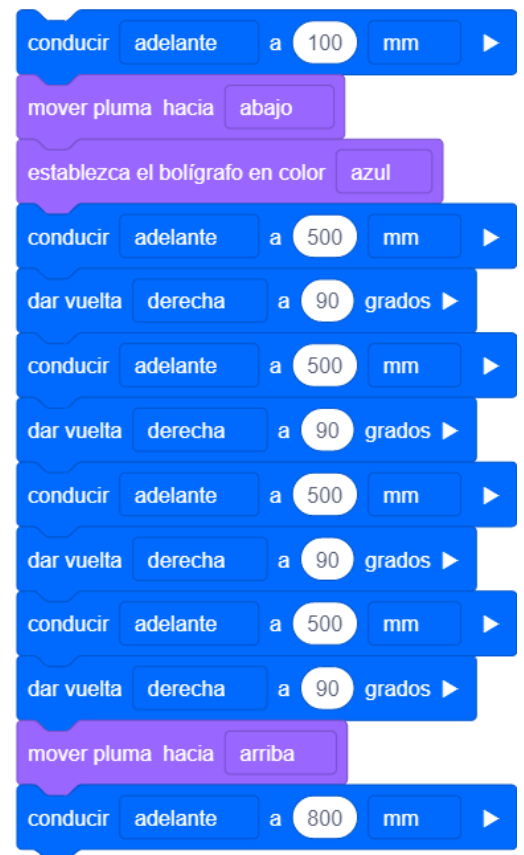 conducir adelante a 100 mm
mover pluma hacia abajo
establezca el bolígrafo en color azul
conducir adelante a 500 mm
dar vuelta derecha a 90 grados
conducir adelante a 500 mm
dar vuelta derecha a 90 grados
conducir adelante a 500 mm
dar vuelta derecha a 90 grados
conducir adelante a 500 mm
dar vuelta derecha a 90 grados
mover pluma hacia arriba
conducir adelante a 800 mm